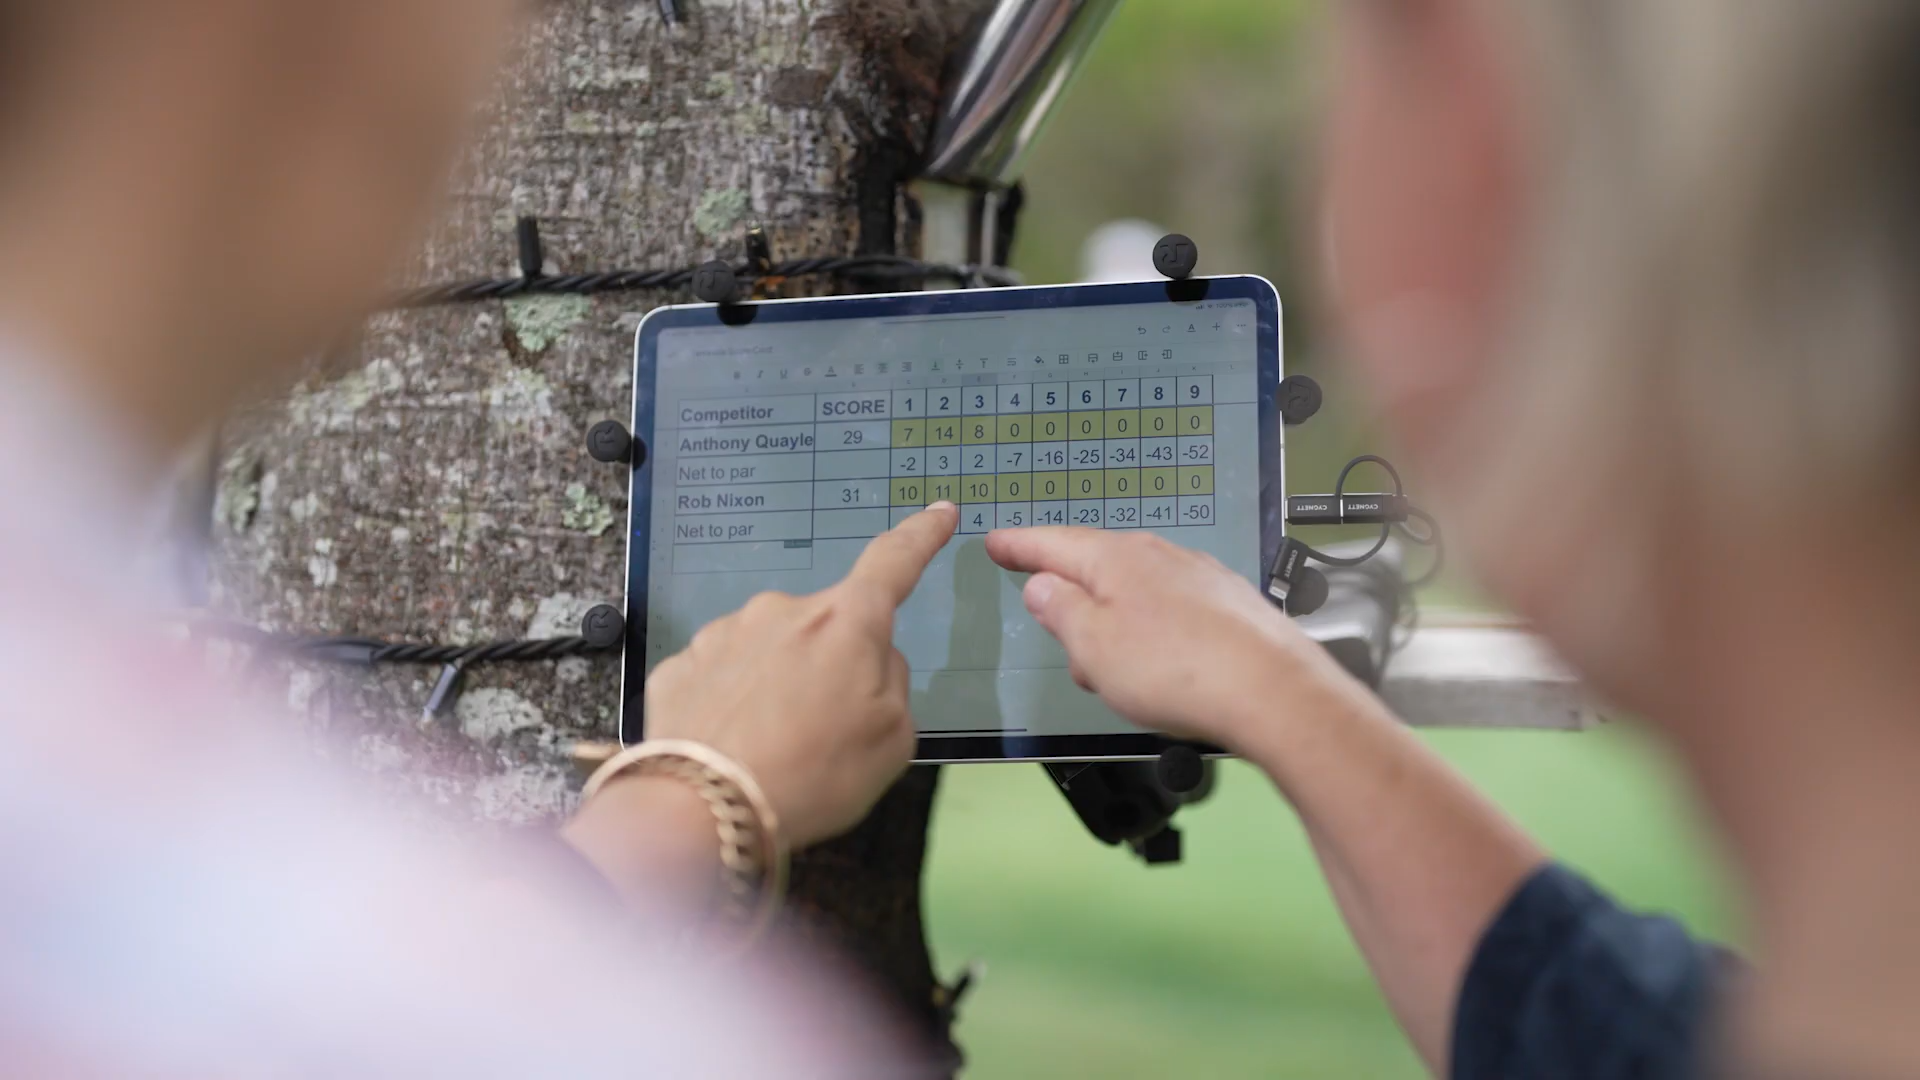 Competitor SCORE 1 2 3 4 5 6 7 8 9
Anthony Quayle 29 7 14 8 0 0 0 0 0 0
Net to par -2 3 2 -7 -16 -25 -34 -43 -52
Rob Nixon 31 10 11 10 0 0 0 0 0 0
Net to par 4 -5 -14 -23 -32 -41 -50
CYGNETT CYGNETT
CYGNETT